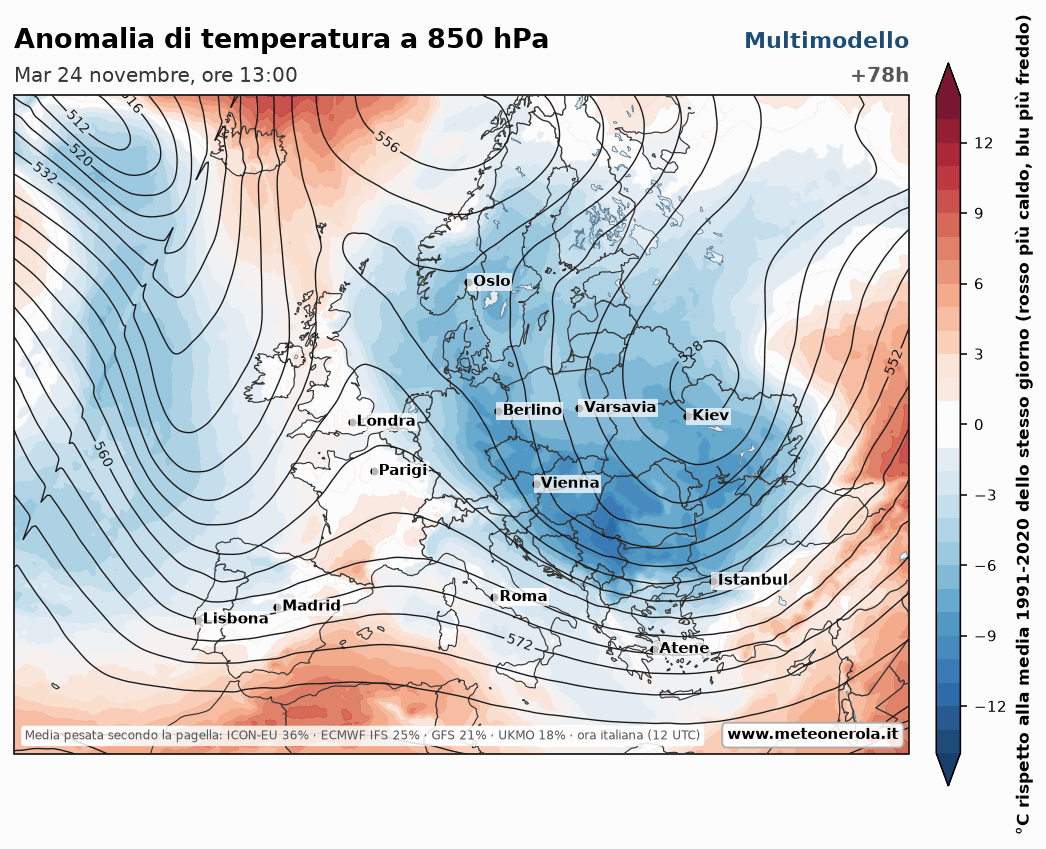 Anomalia di temperatura a 850 hPa
Multimodello
Mar 24 novembre, ore 13:00
+78h
516
512
520
532
556
Oslo
528
552
Berlino
Varsavia
Kiev
Londra
560
Parigi
Vienna
Istanbul
Roma
Madrid
Lisbona
572
Atene
Media pesata secondo la pagella: ICON-EU 36% · ECMWF IFS 25% · GFS 21% · UKMO 18% · ora italiana (12 UTC)
www.meteonerola.it
12
9
6
3
0
−3
−6
−9
−12
°C rispetto alla media 1991-2020 dello stesso giorno (rosso più caldo, blu più freddo)